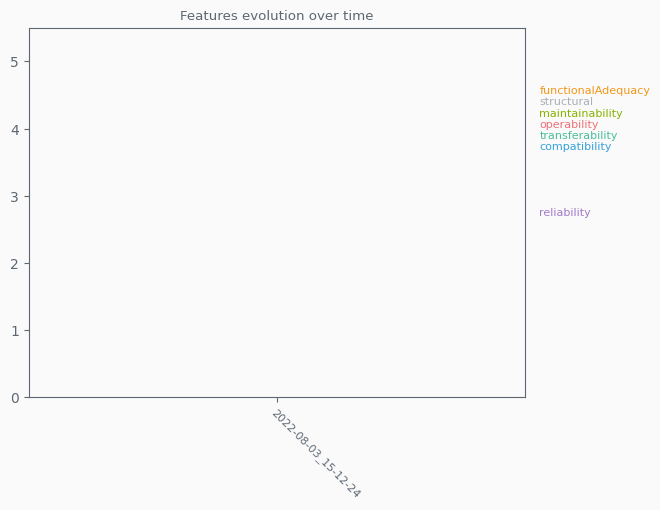 Features evolution over time
5
4
3
2
1
0
functionalAdequacy
structural
maintainability
operability
transferability
compatibility
reliability
2022-08-03_15-12-24